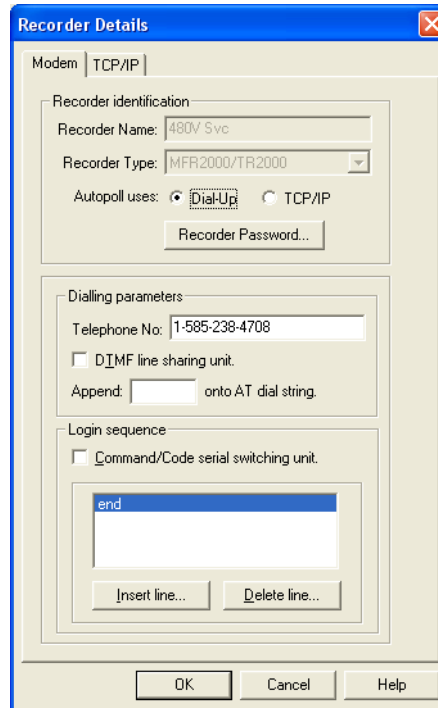 Recorder Details
Modem TCP/IP
Recorder identification
Recorder Name: 480V Svc
Recorder Type: MFR2000/TR2000
Autopoll uses: Dial-Up TCP/IP
Recorder Password...
Dialling parameters
Telephone No: 1-585-238-4708
DTMF line sharing unit.
Append: onto AT dial string.
Login sequence
Command/Code serial switching unit.
end
Insert line... Delete line...
OK Cancel Help